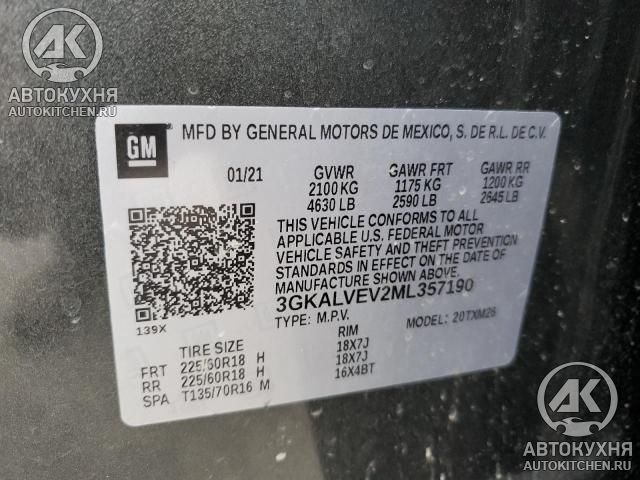 AK
АВТОКУХНЯ
AUTOKITCHEN.RU
GM
MFD BY GENERAL MOTORS DE MEXICO, S. DE R.L. DE C.V.
01/21 GVWR GAWR FRT GAWR RR
2100 KG 1175 KG 1200 KG
4630 LB 2590 LB 2645 LB
THIS VEHICLE CONFORMS TO ALL
APPLICABLE U.S. FEDERAL MOTOR
VEHICLE SAFETY AND THEFT PREVENTION
STANDARDS IN EFFECT ON THE DATE OF
MANUFACTURE SHOWN ABOVE.
3GKALVEV2ML357190
TYPE: M.P.V. MODEL: 20TXM26
139X
TIRE SIZE RIM
FRT 225/60R18 H 18X7J
RR 225/60R18 H 18X7J
SPA T135/70R16 M 16X4BT
AK
АВТОКУХНЯ
AUTOKITCHEN.RU